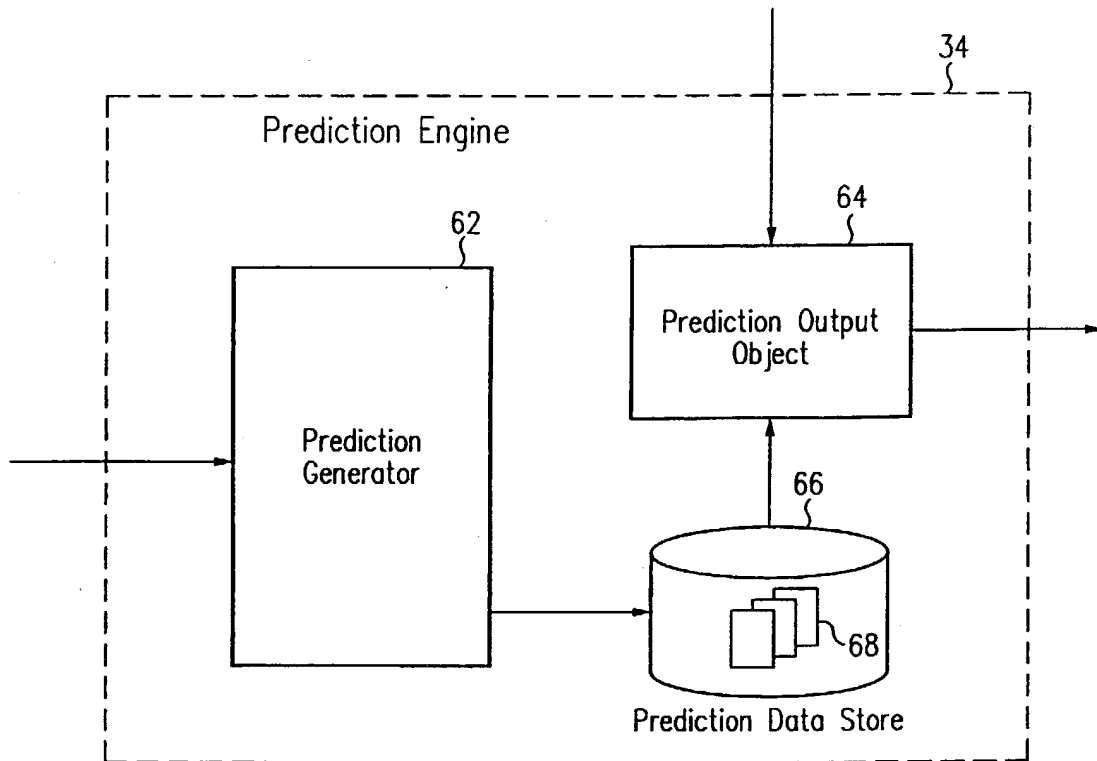 34
Prediction Engine
62
64
Prediction Output
Object
Prediction
Generator
66
68
Prediction Data Store